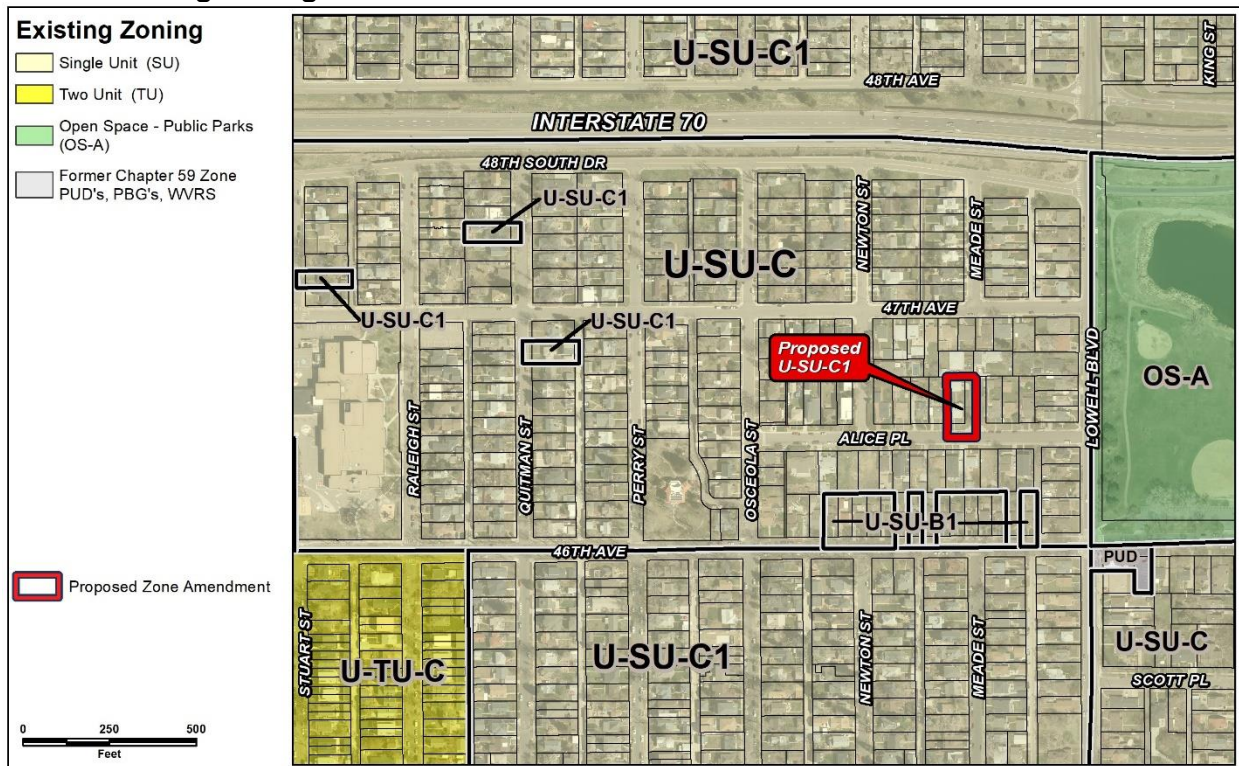 Existing Zoning
Single Unit (SU)
Two Unit (TU)
Open Space - Public Parks
(OS-A)
Former Chapter 59 Zone
PUD's, PBG's, WVRS
Proposed Zone Amendment
0 250 500
Feet
U-SU-C1
48TH AVE
KING ST
INTERSTATE 70
48TH SOUTH DR
U-SU-C1
NEWTON ST
MEADE ST
U-SU-C
U-SU-C1
U-SU-C1
47TH AVE
Proposed
U-SU-C1
LOWELL BLVD
OS-A
RALEIGH ST
QUITMAN ST
PERRY ST
OSCEOLA ST
ALICE PL
U-SU-B1
46TH AVE
PUD
STUART ST
U-TU-C
U-SU-C1
NEWTON ST
MEADE ST
U-SU-C
SCOTT PL